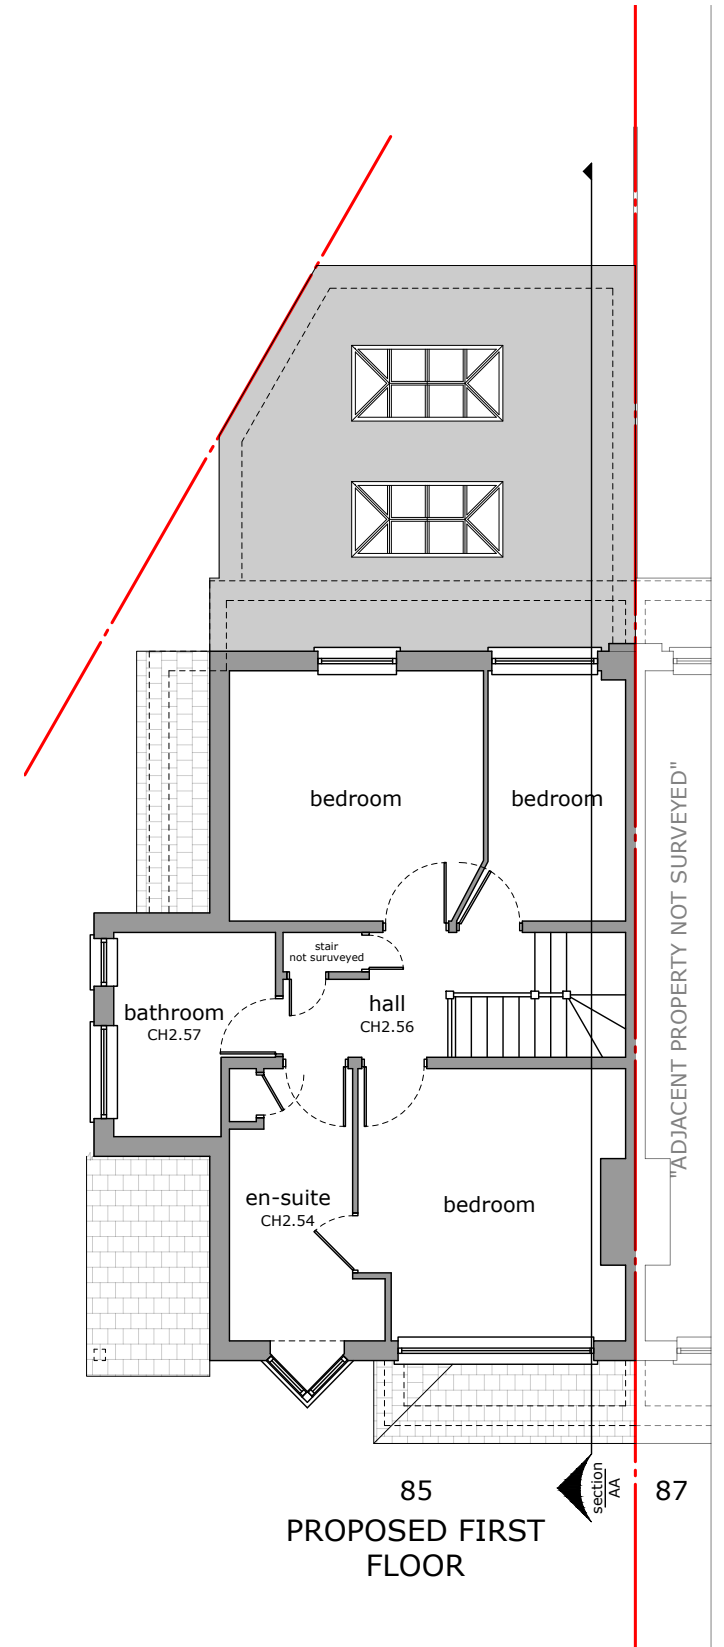 bedroom
bedroom
"ADJACENT PROPERTY NOT SURVEYED"
stair
not suruveyed
bathroom
CH2.57
hall
CH2.56
en-suite
CH2.54
bedroom
section
AA
85
87
PROPOSED FIRST
FLOOR